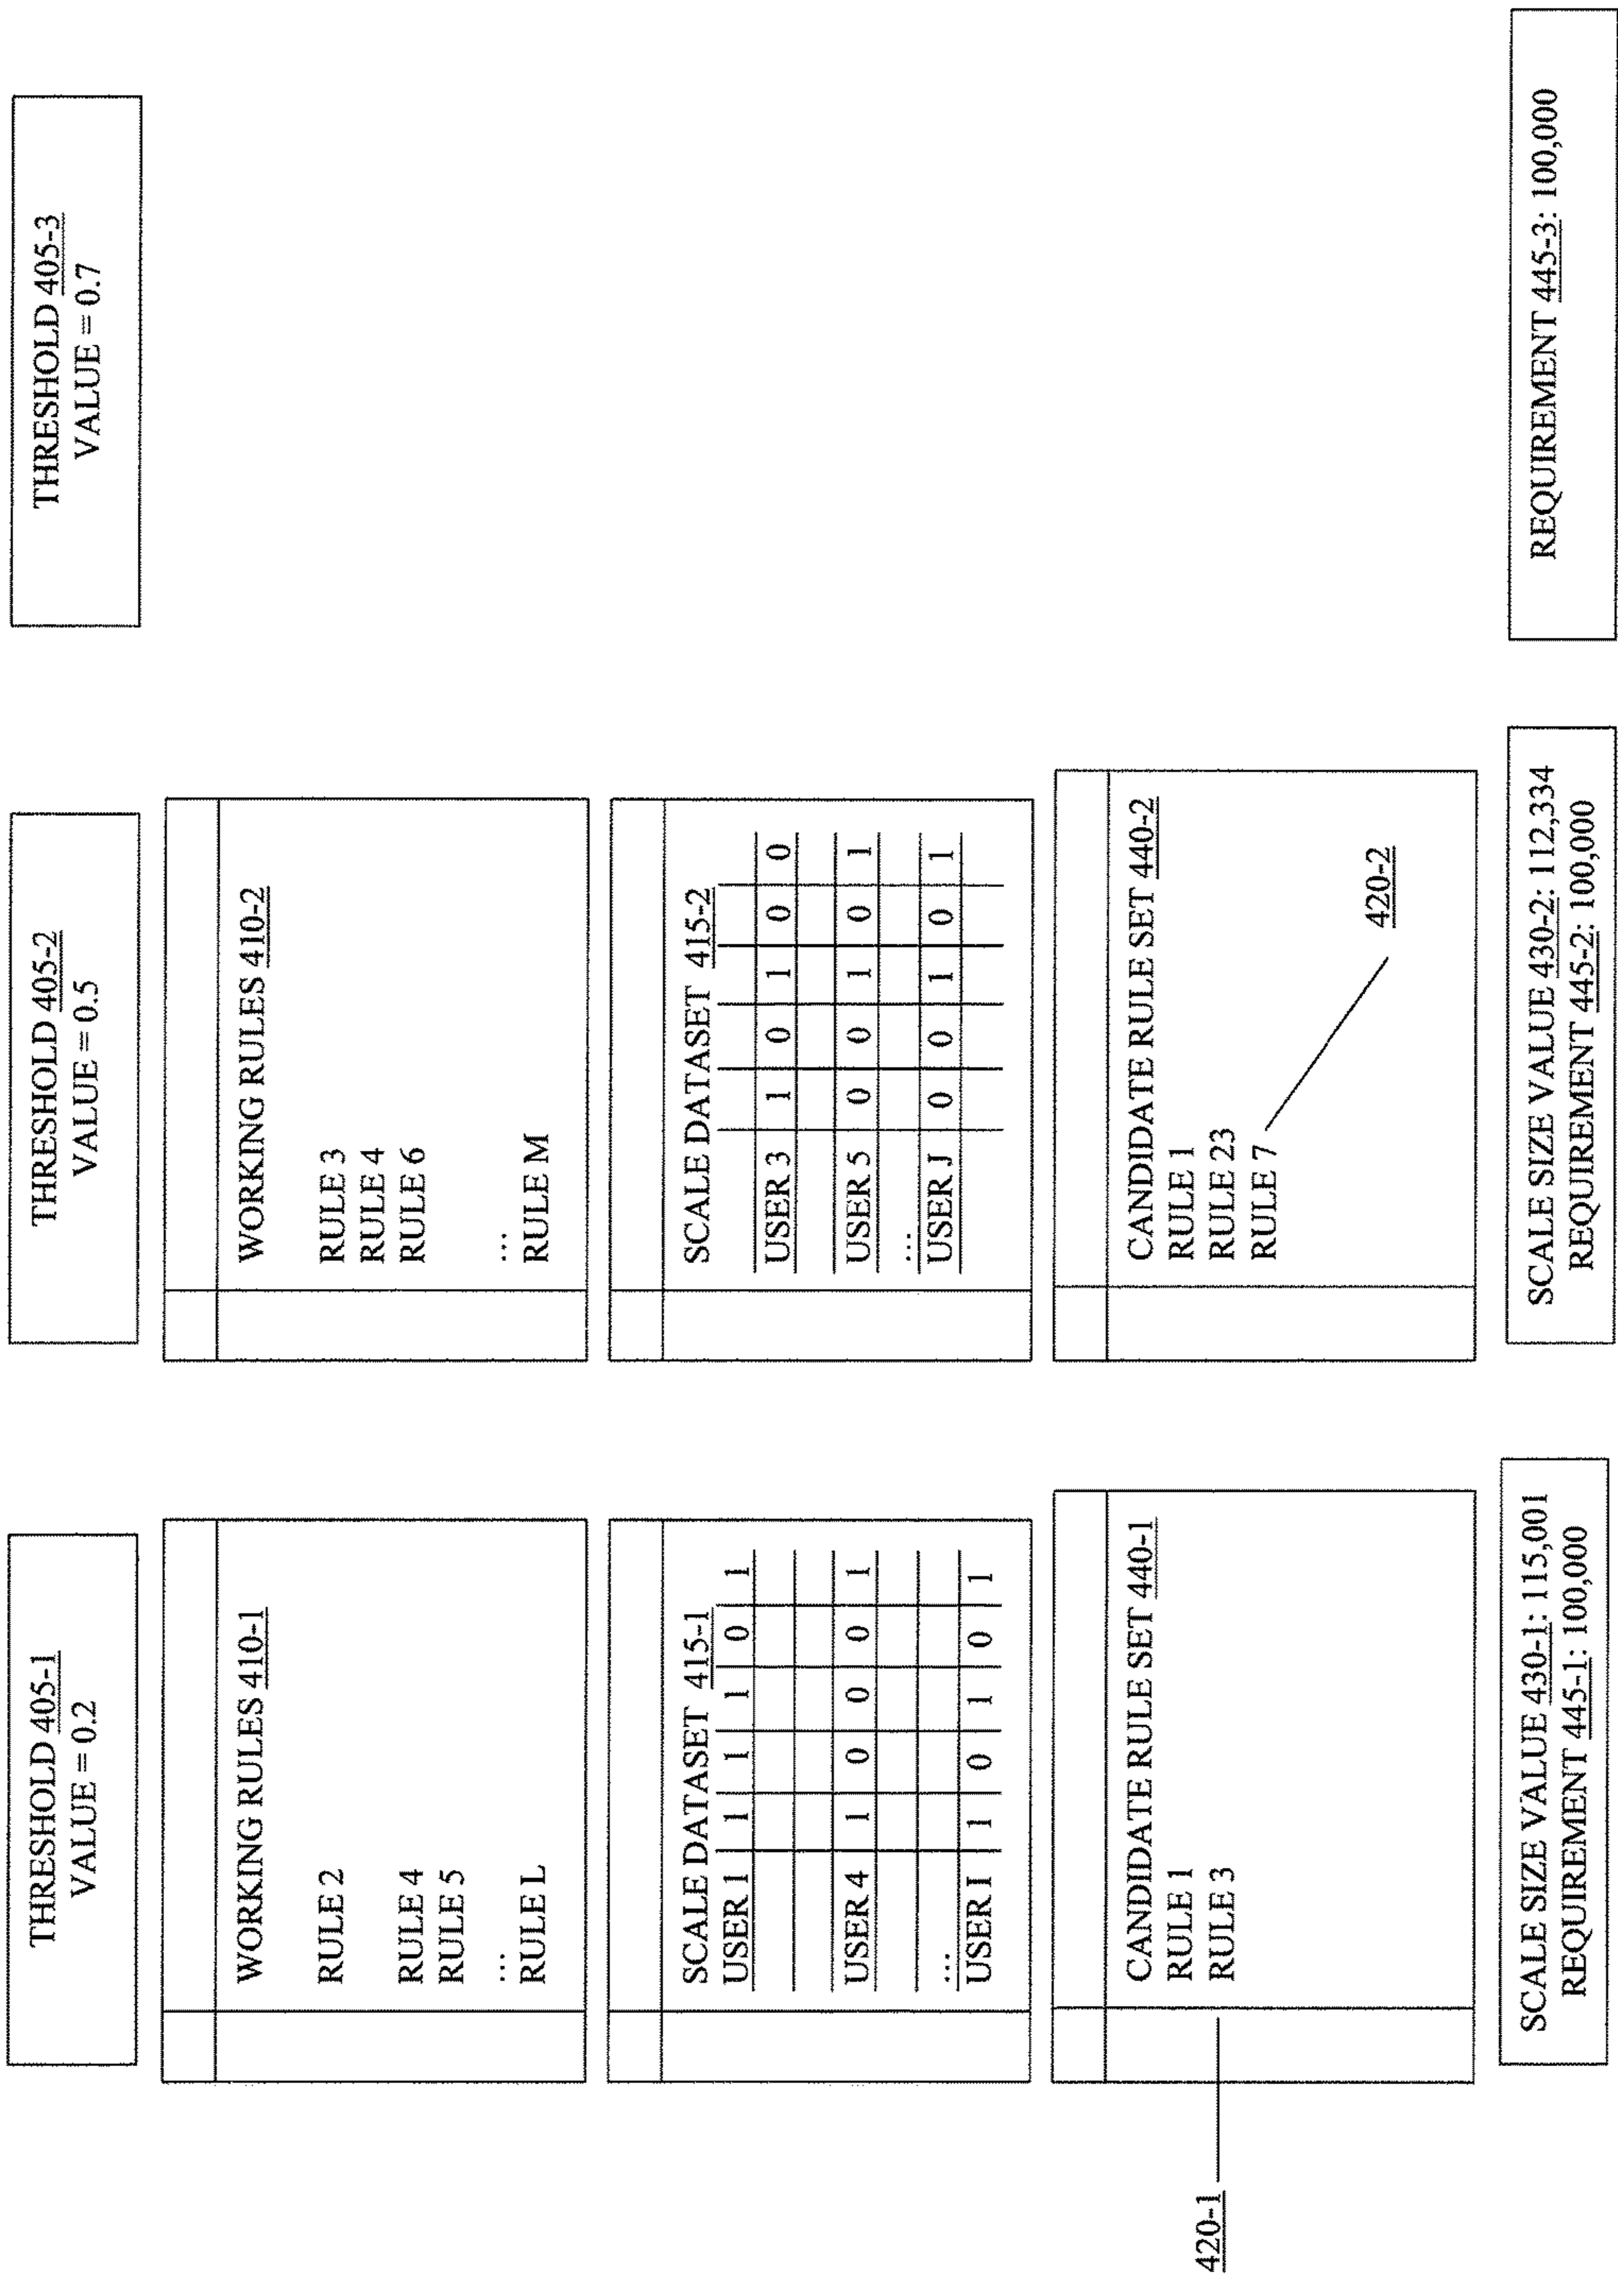 THRESHOLD 405-1
VALUE = 0.2
WORKING RULES 410-1
RULE 2
RULE 4
RULE 5
...
RULE L
SCALE DATASET 415-1
USER 1 1 1 1 0 1
USER 4 1 0 0 0 1
...
USER I 1 0 1 0 1
CANDIDATE RULE SET 440-1
RULE 1
RULE 3
420-1
SCALE SIZE VALUE 430-1: 115,001
REQUIREMENT 445-1: 100,000
THRESHOLD 405-2
VALUE = 0.5
WORKING RULES 410-2
RULE 3
RULE 4
RULE 6
...
RULE M
SCALE DATASET 415-2
USER 3 1 0 1 0 0
USER 5 0 0 1 0 1
...
USER J 0 0 1 0 1
CANDIDATE RULE SET 440-2
RULE 1
RULE 23
RULE 7
420-2
SCALE SIZE VALUE 430-2: 112,334
REQUIREMENT 445-2: 100,000
THRESHOLD 405-3
VALUE = 0.7
REQUIREMENT 445-3: 100,000